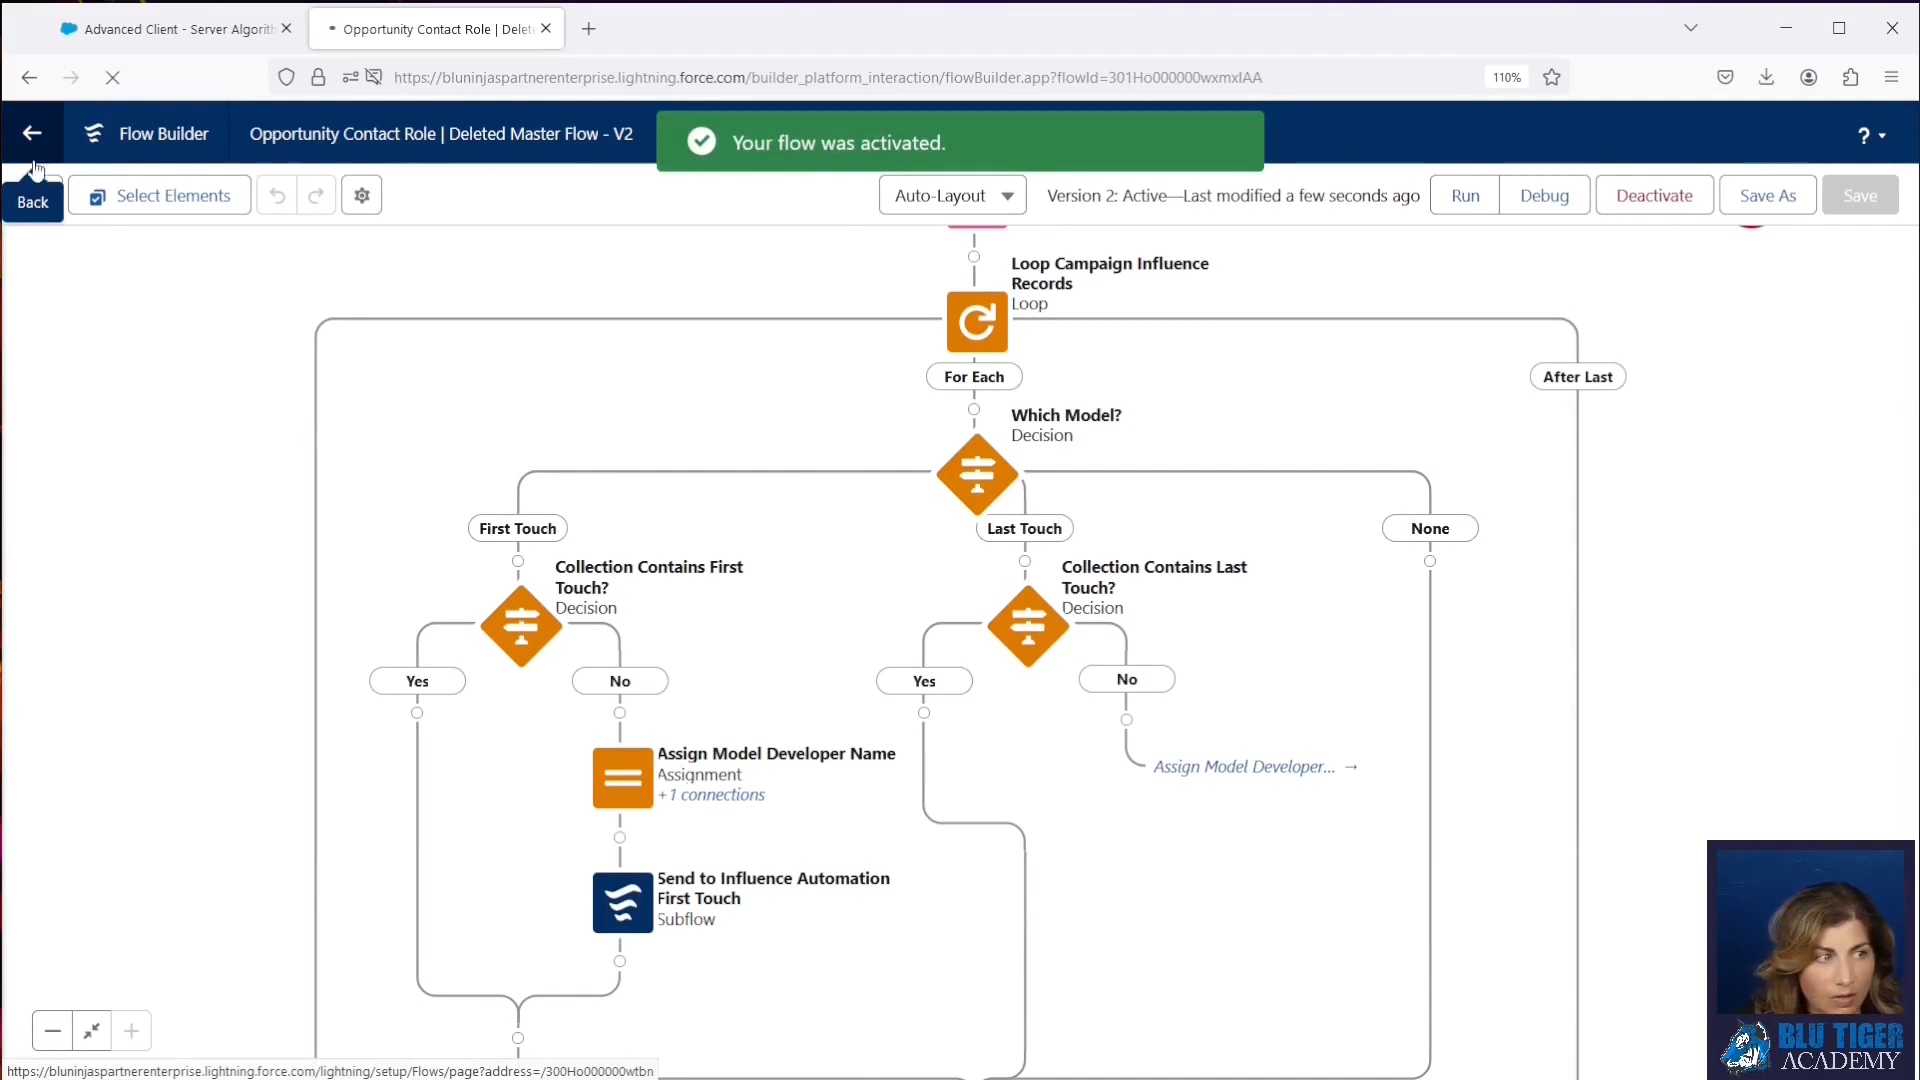 Advanced Client - Server Algorith
Opportunity Contact Role | Delete
https://bluninjaspartnerenterprise.lightning.force.com/builder_platform_interaction/flowBuilder.app?flowId=301Ho000000wxmxIAA
110%
Flow Builder
Opportunity Contact Role | Deleted Master Flow - V2
Your flow was activated.
?
Back
Select Elements
Auto-Layout
Version 2: Active—Last modified a few seconds ago
Run
Debug
Deactivate
Save As
Save
Loop Campaign Influence
Records
Loop
For Each
After Last
Which Model?
Decision
First Touch
Last Touch
None
Collection Contains First
Touch?
Decision
Collection Contains Last
Touch?
Decision
Yes
No
Yes
No
Assign Model Developer Name
Assignment
+1 connections
Assign Model Developer... →
Send to Influence Automation
First Touch
Subflow
https://bluninjaspartnerenterprise.lightning.force.com/lightning/setup/Flows/page?address=/300Ho000000wtbn
BLU TIGER
ACADEMY